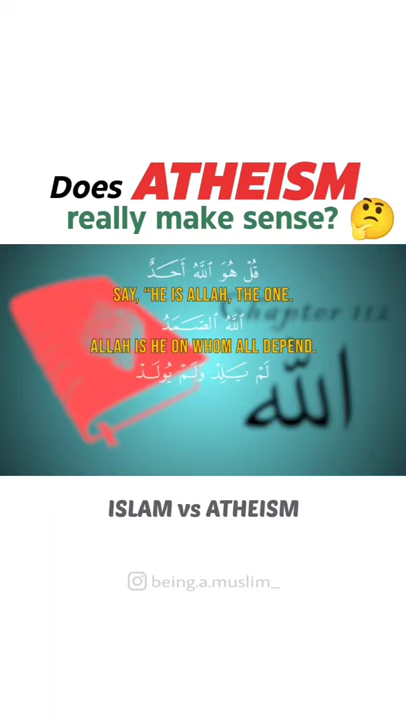 Does ATHEISM
really make sense?
قُلْ هُوَ ٱللَّهُ أَحَدٌ
SAY, “HE IS ALLAH, THE ONE.
Chapter 112
ٱللَّهُ ٱلصَّمَدُ
ALLAH IS HE ON WHOM ALL DEPEND.
لَمْ يَلِدْ وَلَمْ يُولَدْ
الله
ISLAM vs ATHEISM
being.a.muslim_